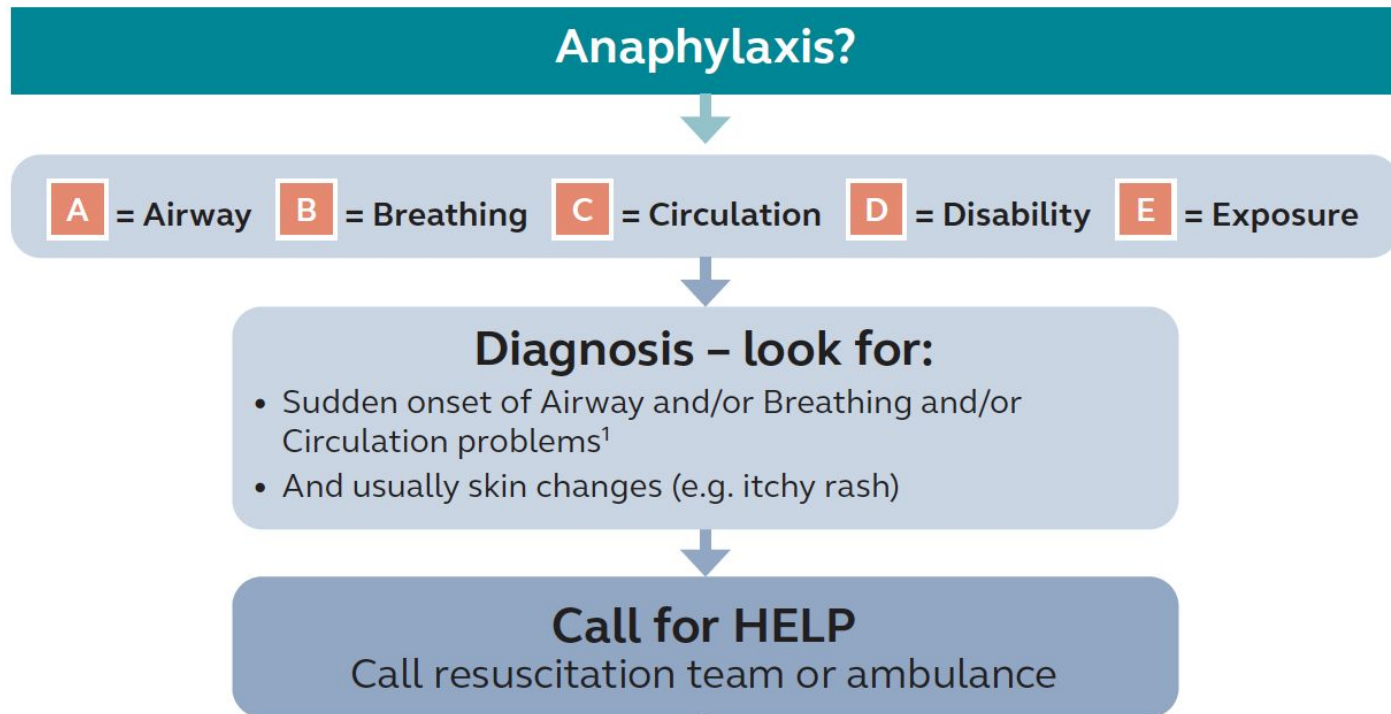 Anaphylaxis?
A = Airway B = Breathing C = Circulation D = Disability E = Exposure
Diagnosis – look for:
• Sudden onset of Airway and/or Breathing and/or
Circulation problems¹
• And usually skin changes (e.g. itchy rash)
Call for HELP
Call resuscitation team or ambulance